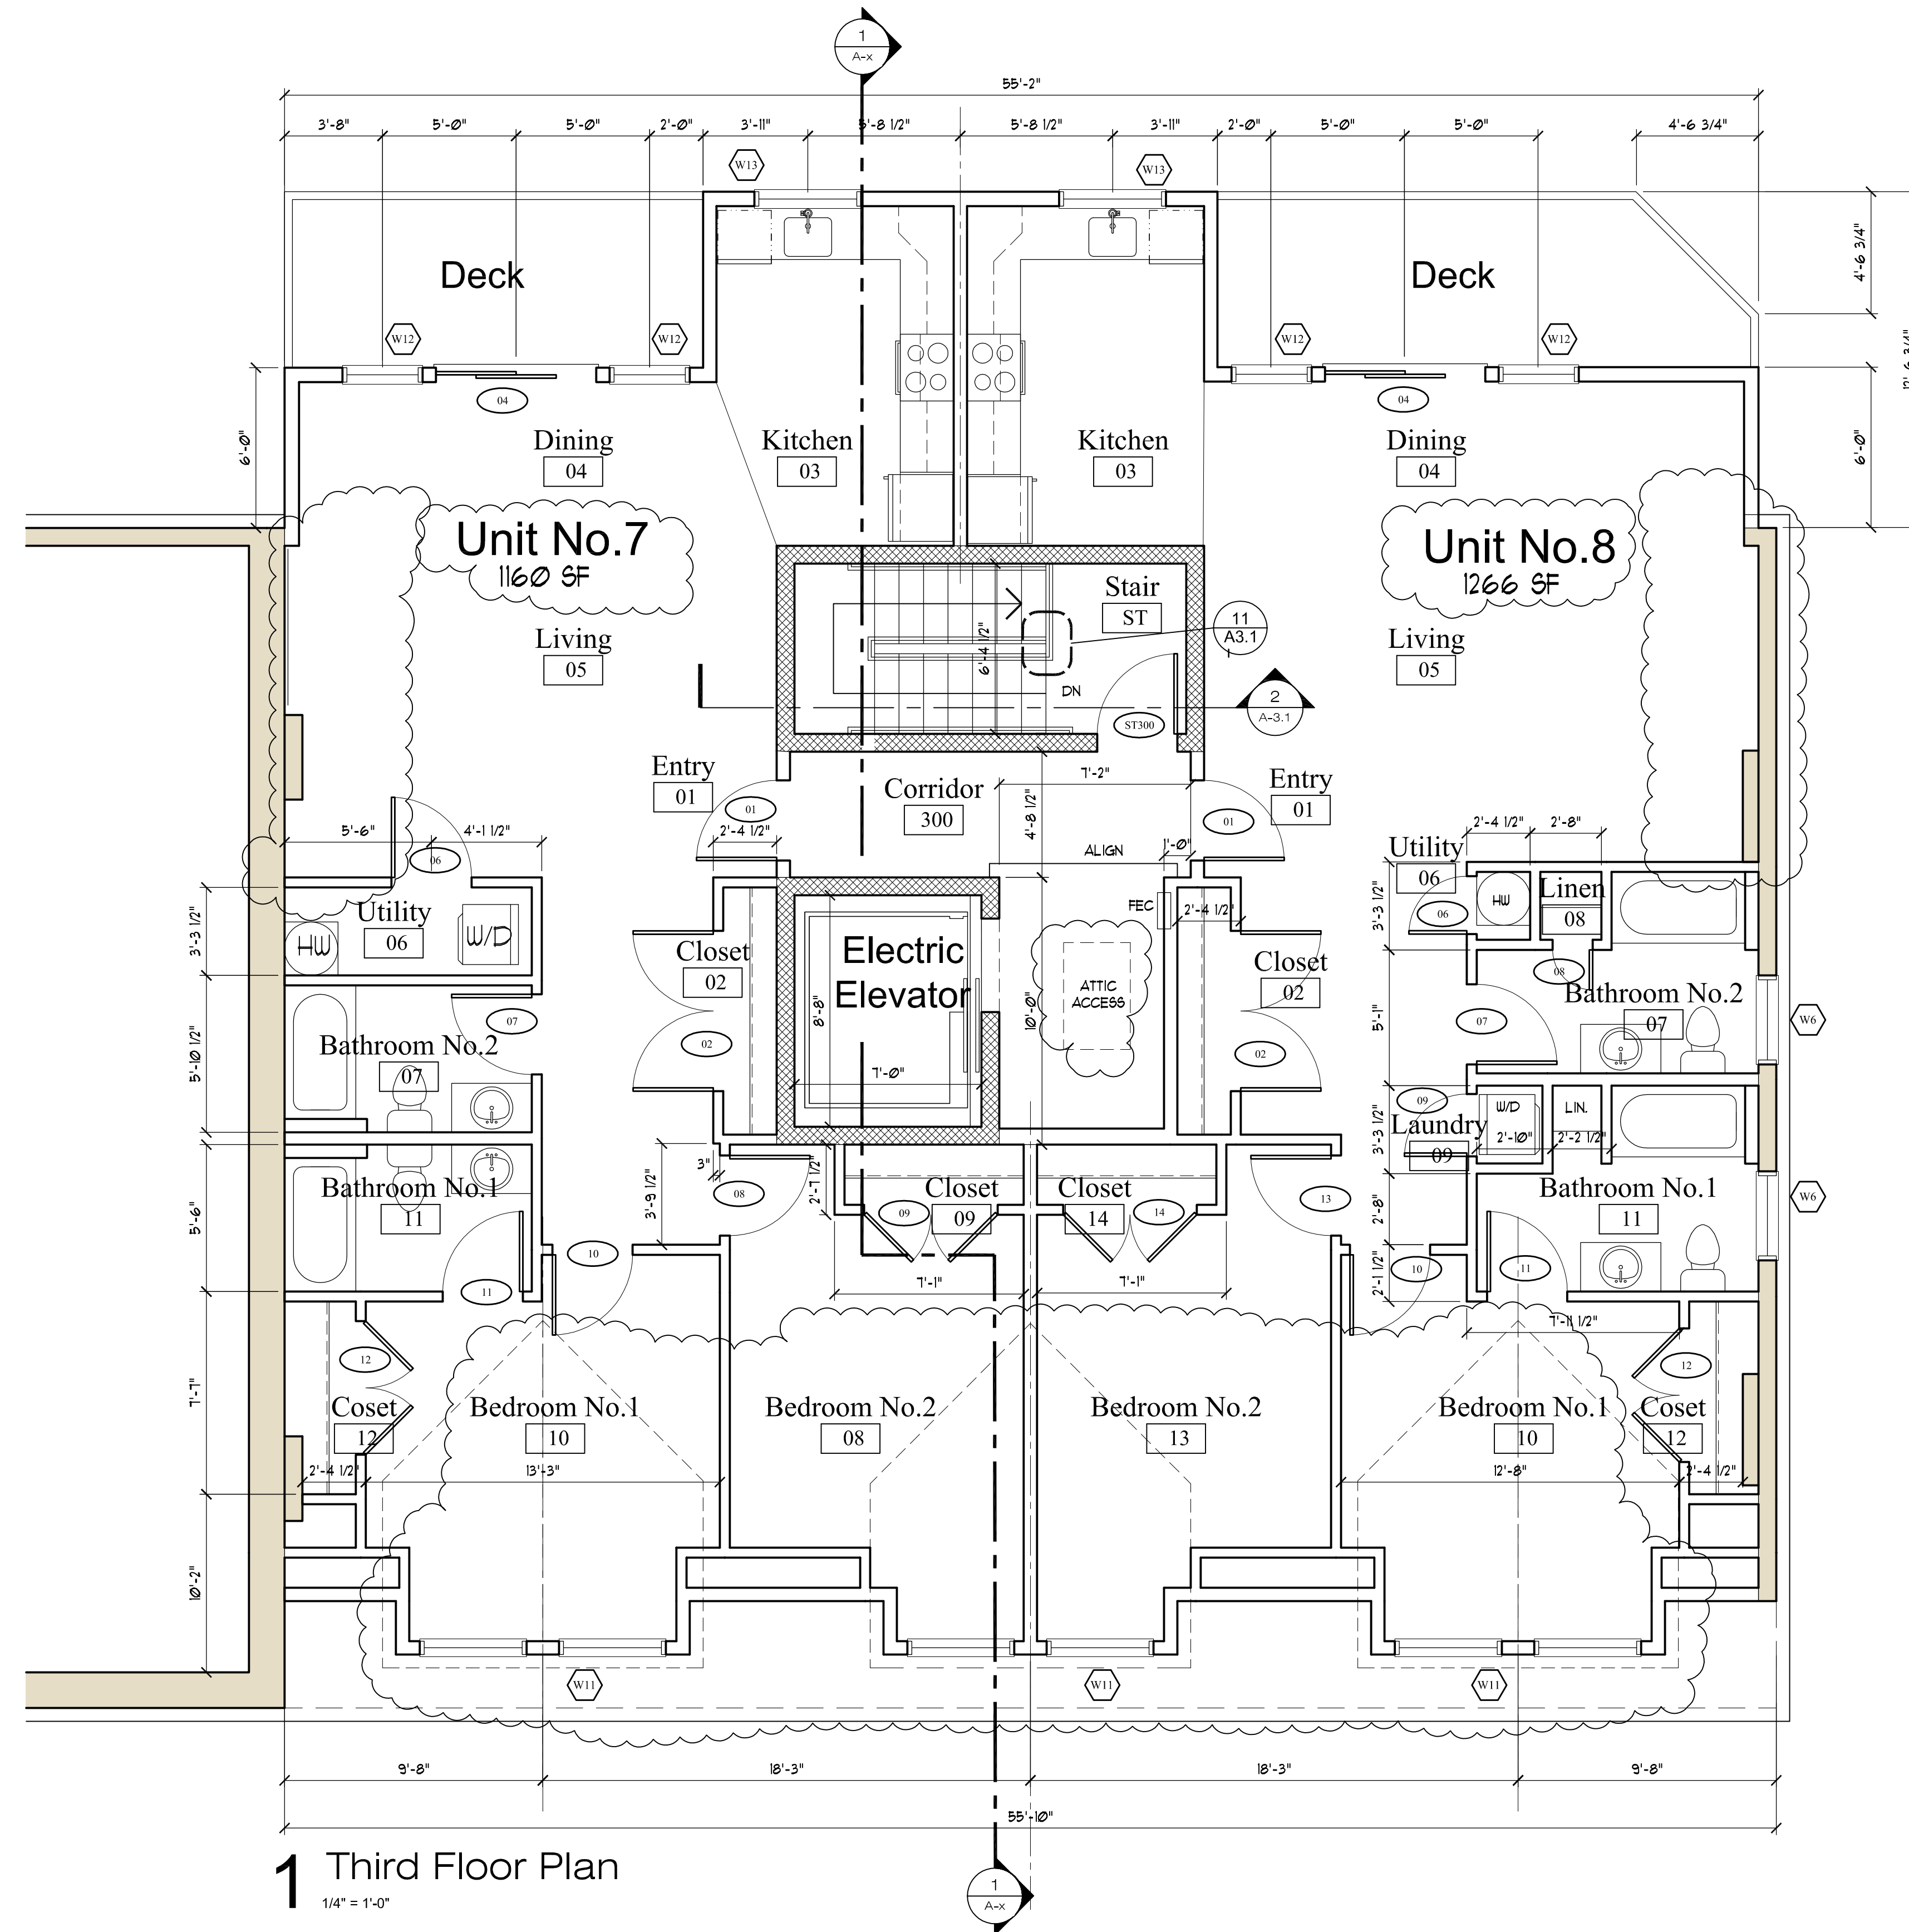 1
A-x
55'-2"
3'-8" 5'-0" 5'-0" 2'-0" 3'-11" 5'-8 1/2" 5'-8 1/2" 3'-11" 2'-0" 5'-0" 5'-0" 4'-6 3/4"
W13 W13
4'-6 3/4"
Deck Deck
W12 W12 W12 W12
12'-6 3/4"
04 04
6'-0" 6'-0"
Dining Kitchen Kitchen Dining
04 03 03 04
Unit No.7 Unit No.8
1160 SF 1266 SF
Stair
ST
11
A3.1
6'-4 1/2"
Living Living
05 05
DN
2
A-3.1
ST300
Entry Corridor Entry
01 300 01
7'-2"
01 01
5'-6" 4'-1 1/2" 2'-4 1/2" 4'-8 1/2" 1'-0" 2'-4 1/2" 2'-8"
06 ALIGN
Utility
06
Utility Linen
06 08
HW W/D HW
06
3'-3 1/2" 3'-3 1/2"
FEC
2'-4 1/2"
Closet Electric Closet
02 Elevator 02
ATTIC
ACCESS
08
07 02 02 07
8'-8" 10'-0"
7'-0"
5'-10 1/2" 5'-1"
Bathroom No.2 Bathroom No.2
07 07
W6
09
W/D LIN.
Laundry
09
2'-10" 2'-2 1/2"
3'-3 1/2"
3"
08
3'-9 1/2" 2'-7 1/2"
Closet Closet
09 09 14 14
13
Bathroom No.1 Bathroom No.1
11 11
W6
5'-6" 2'-8"
10 10
11 11
7'-1" 7'-1"
2'-1 1/2"
7'-11 1/2"
12 12
7'-7"
Coset Bedroom No.1 Bedroom No.2 Bedroom No.2 Bedroom No.1 Coset
12 10 08 13 10 12
2'-4 1/2" 13'-3" 12'-8" 2'-4 1/2"
10'-2"
W11 W11 W11
9'-8" 18'-3" 18'-3" 9'-8"
55'-10"
1 Third Floor Plan
1/4" = 1'-0"
1
A-x